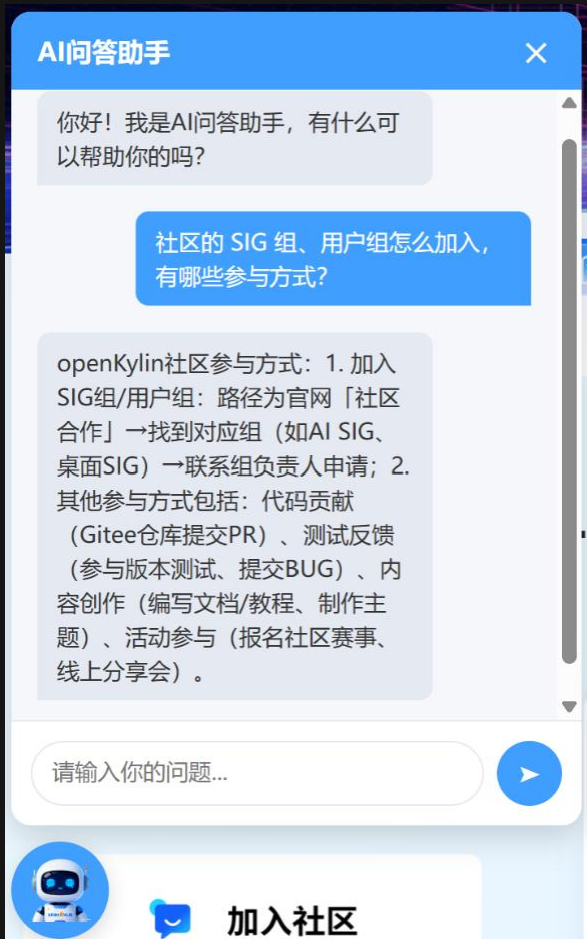 AI问答助手
你好！我是AI问答助手，有什么可
以帮助你的吗？
社区的 SIG 组、用户组怎么加入，
有哪些参与方式？
openKylin社区参与方式：1. 加入
SIG组/用户组：路径为官网「社区
合作」→找到对应组（如AI SIG、
桌面SIG）→联系组负责人申请；2.
其他参与方式包括：代码贡献
（Gitee仓库提交PR）、测试反馈
（参与版本测试、提交BUG）、内
容创作（编写文档/教程、制作主
题）、活动参与（报名社区赛事、
线上分享会）。
请输入你的问题...
加入社区